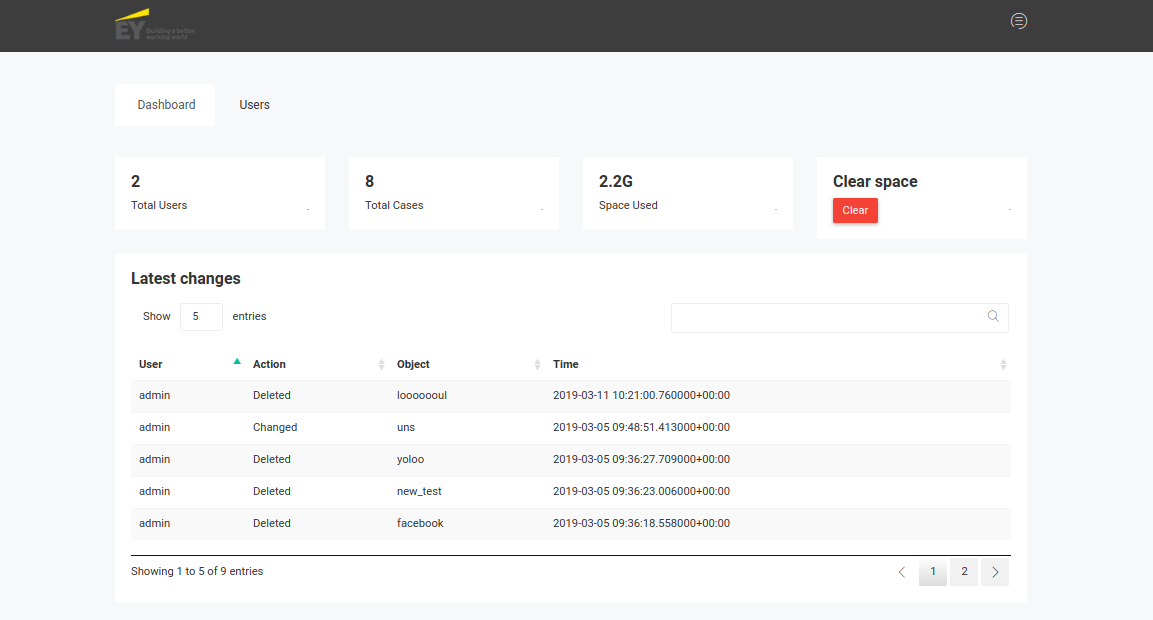 EY Building a better
working world
Dashboard Users
2 8 2.2G Clear space
Total Users Total Cases Space Used Clear
Latest changes
Show 5 entries
User Action Object Time
admin Deleted looooooul 2019-03-11 10:21:00.760000+00:00
admin Changed uns 2019-03-05 09:48:51.413000+00:00
admin Deleted yoloo 2019-03-05 09:36:27.709000+00:00
admin Deleted new_test 2019-03-05 09:36:23.006000+00:00
admin Deleted facebook 2019-03-05 09:36:18.558000+00:00
Showing 1 to 5 of 9 entries 1 2